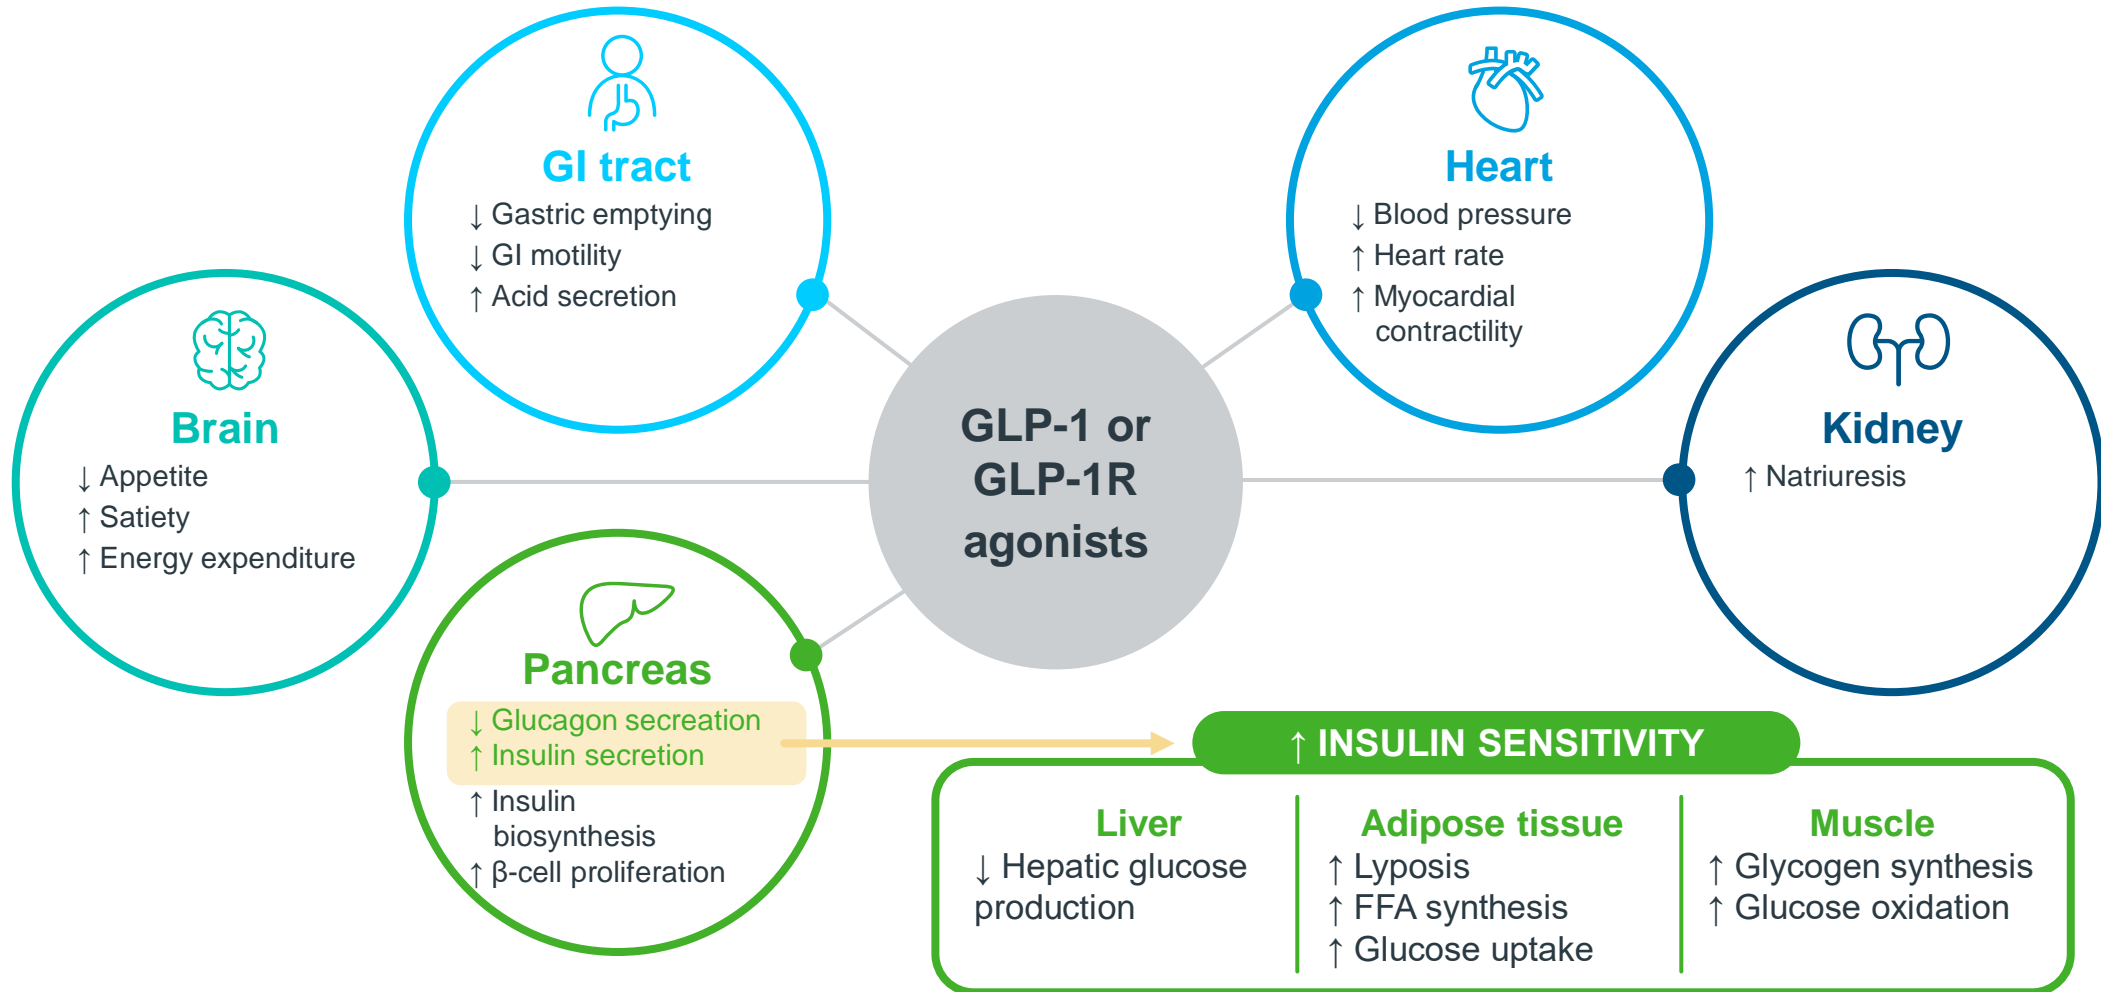 GI tract
↓ Gastric emptying
↓ GI motility
↑ Acid secretion
Heart
↓ Blood pressure
↑ Heart rate
↑ Myocardial
contractility
Brain
↓ Appetite
↑ Satiety
↑ Energy expenditure
GLP-1 or
GLP-1R
agonists
Kidney
↑ Natriuresis
Pancreas
↓ Glucagon secreation
↑ Insulin secretion
↑ Insulin
biosynthesis
↑ β-cell proliferation
↑ INSULIN SENSITIVITY
Liver
↓ Hepatic glucose
production
Adipose tissue
↑ Lyposis
↑ FFA synthesis
↑ Glucose uptake
Muscle
↑ Glycogen synthesis
↑ Glucose oxidation